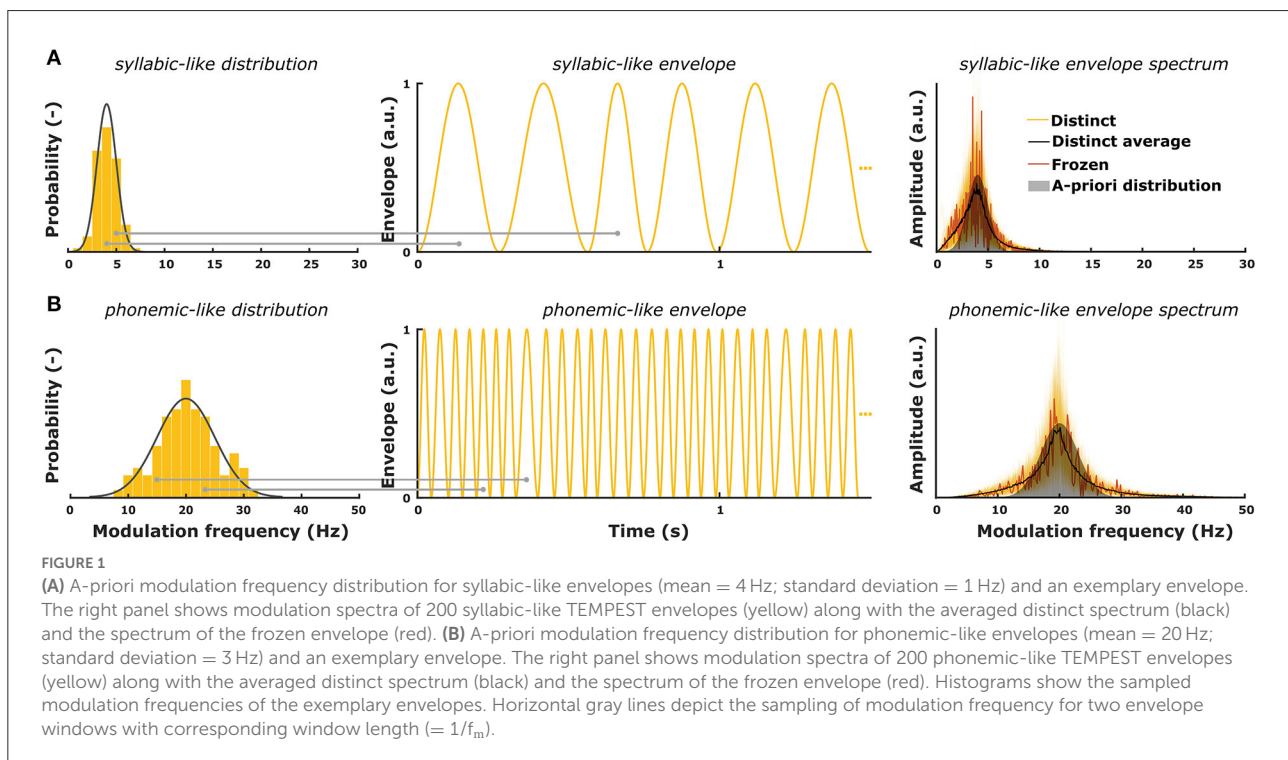 A
syllabic-like distribution
syllabic-like envelope
syllabic-like envelope spectrum
Probability (-)
0 5 10 15 20 25 30
Envelope (a.u.)
1
0
0 1
...
Amplitude (a.u.)
Distinct
Distinct average
Frozen
A-priori distribution
0 5 10 15 20 25 30
B
phonemic-like distribution
phonemic-like envelope
phonemic-like envelope spectrum
Probability (-)
0 10 20 30 40 50
Modulation frequency (Hz)
Envelope (a.u.)
1
0
0 1
...
Time (s)
Amplitude (a.u.)
0 10 20 30 40 50
Modulation frequency (Hz)
FIGURE 1
(A) A-priori modulation frequency distribution for syllabic-like envelopes (mean = 4 Hz; standard deviation = 1 Hz) and an exemplary envelope.
The right panel shows modulation spectra of 200 syllabic-like TEMPEST envelopes (yellow) along with the averaged distinct spectrum (black)
and the spectrum of the frozen envelope (red). (B) A-priori modulation frequency distribution for phonemic-like envelopes (mean = 20 Hz;
standard deviation = 3 Hz) and an exemplary envelope. The right panel shows modulation spectra of 200 phonemic-like TEMPEST envelopes
(yellow) along with the averaged distinct spectrum (black) and the spectrum of the frozen envelope (red). Histograms show the sampled
modulation frequencies of the exemplary envelopes. Horizontal gray lines depict the sampling of modulation frequency for two envelope
windows with corresponding window length (= 1/fm).